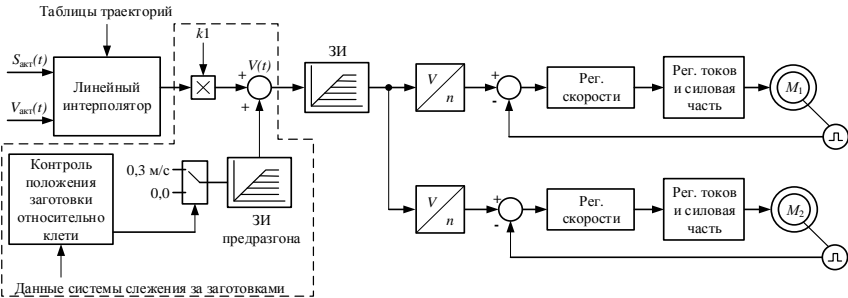 Таблицы траекторий
k1
Sакт(t)
Vакт(t)
Линейный
интерполятор
+
V(t)
+
ЗИ
V
n
+
-
Рег.
скорости
Рег. токов
и силовая
часть
M1
Контроль
положения
заготовки
относительно
клети
0,3 м/с
0,0
ЗИ
предразгона
V
n
+
-
Рег.
скорости
Рег. токов
и силовая
часть
M2
Данные системы слежения за заготовками